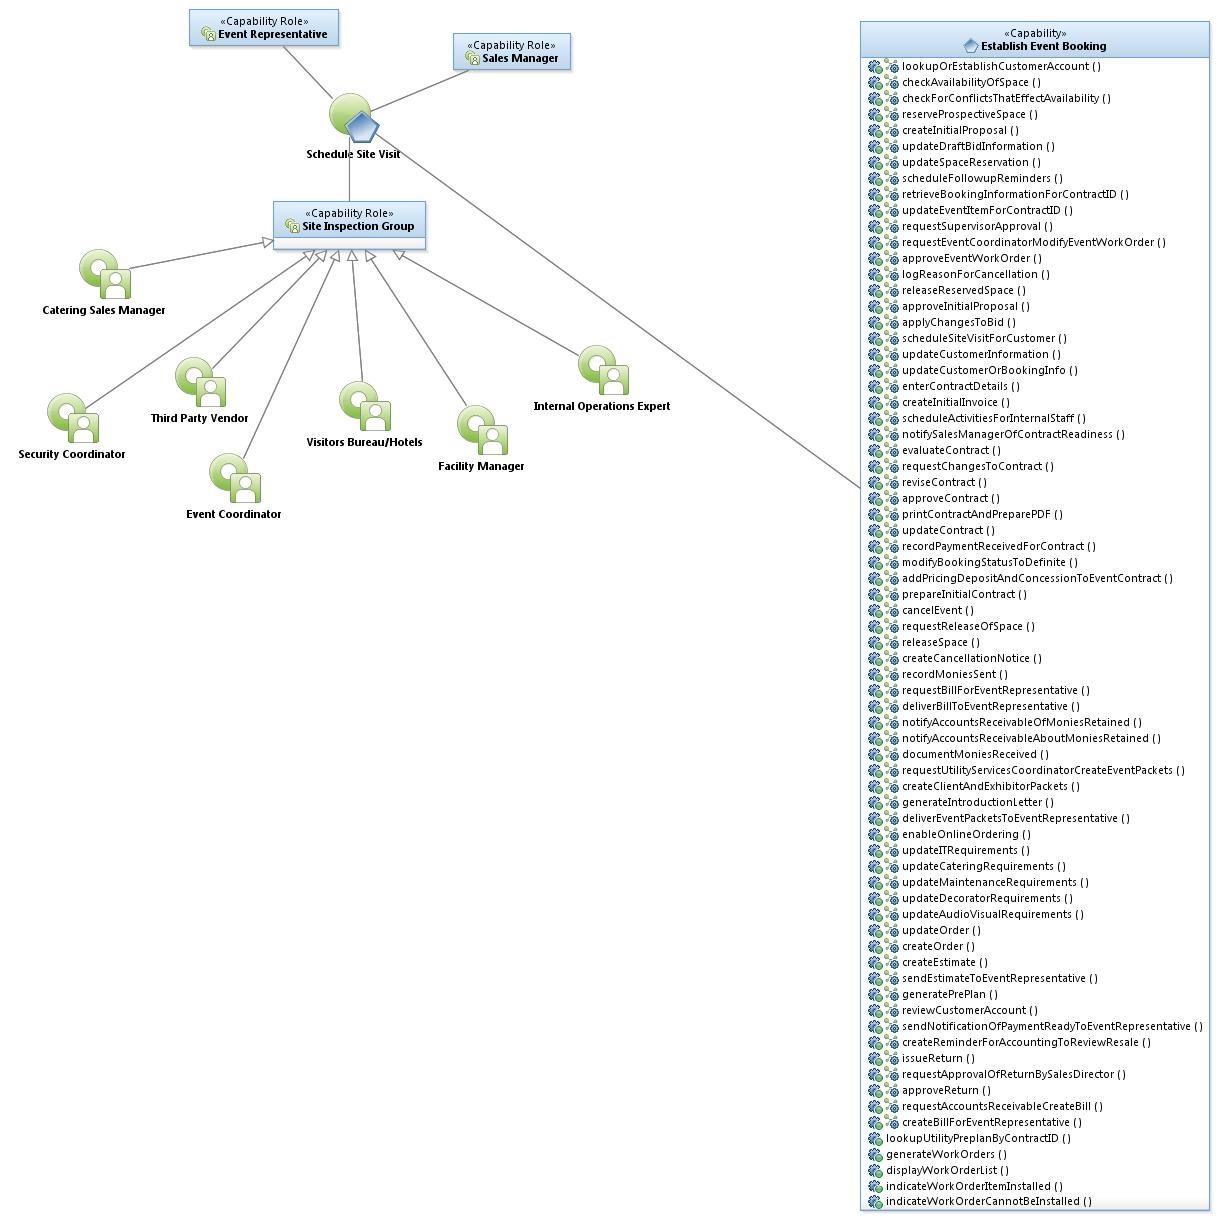 «Capability Role»
Event Representative
«Capability Role»
Sales Manager
Schedule Site Visit
«Capability Role»
Site Inspection Group
Catering Sales Manager
Security Coordinator
Third Party Vendor
Event Coordinator
Visitors Bureau/Hotels
Facility Manager
Internal Operations Expert
«Capability»
Establish Event Booking
lookupOrEstablishCustomerAccount ( )
checkAvailabilityOfSpace ( )
checkForConflictsThatEffectAvailability ( )
reserveProspectiveSpace ( )
createInitialProposal ( )
updateDraftBidInformation ( )
updateSpaceReservation ( )
scheduleFollowupReminders ( )
retrieveBookingInformationForContractID ( )
updateEventItemForContractID ( )
requestSupervisorApproval ( )
requestEventCoordinatorModifyEventWorkOrder ( )
approveEventWorkOrder ( )
logReasonForCancellation ( )
releaseReservedSpace ( )
approveInitialProposal ( )
applyChangesToBid ( )
scheduleSiteVisitForCustomer ( )
updateCustomerInformation ( )
updateCustomerOrBookingInfo ( )
enterContractDetails ( )
createInitialInvoice ( )
scheduleActivitiesForInternalStaff ( )
notifySalesManagerOfContractReadiness ( )
evaluateContract ( )
requestChangesToContract ( )
reviseContract ( )
approveContract ( )
printContractAndPreparePDF ( )
updateContract ( )
recordPaymentReceivedForContract ( )
modifyBookingStatusToDefinite ( )
addPricingDepositAndConcessionToEventContract ( )
prepareInitialContract ( )
cancelEvent ( )
requestReleaseOfSpace ( )
releaseSpace ( )
createCancellationNotice ( )
recordMoniesSent ( )
requestBillForEventRepresentative ( )
deliverBillToEventRepresentative ( )
notifyAccountsReceivableOfMoniesRetained ( )
notifyAccountsReceivableAboutMoniesRetained ( )
documentMoniesReceived ( )
requestUtilityServicesCoordinatorCreateEventPackets ( )
createClientAndExhibitorPackets ( )
generateIntroductionLetter ( )
deliverEventPacketsToEventRepresentative ( )
enableOnlineOrdering ( )
updateITRequirements ( )
updateCateringRequirements ( )
updateMaintenanceRequirements ( )
updateDecoratorRequirements ( )
updateAudioVisualRequirements ( )
updateOrder ( )
createOrder ( )
createEstimate ( )
sendEstimateToEventRepresentative ( )
generatePrePlan ( )
reviewCustomerAccount ( )
sendNotificationOfPaymentReadyToEventRepresentative ( )
createReminderForAccountingToReviewResale ( )
issueReturn ( )
requestApprovalOfReturnBySalesDirector ( )
approveReturn ( )
requestAccountsReceivableCreateBill ( )
createBillForEventRepresentative ( )
lookupUtilityPreplanByContractID ( )
generateWorkOrders ( )
displayWorkOrderList ( )
indicateWorkOrderItemInstalled ( )
indicateWorkOrderCannotBeInstalled ( )